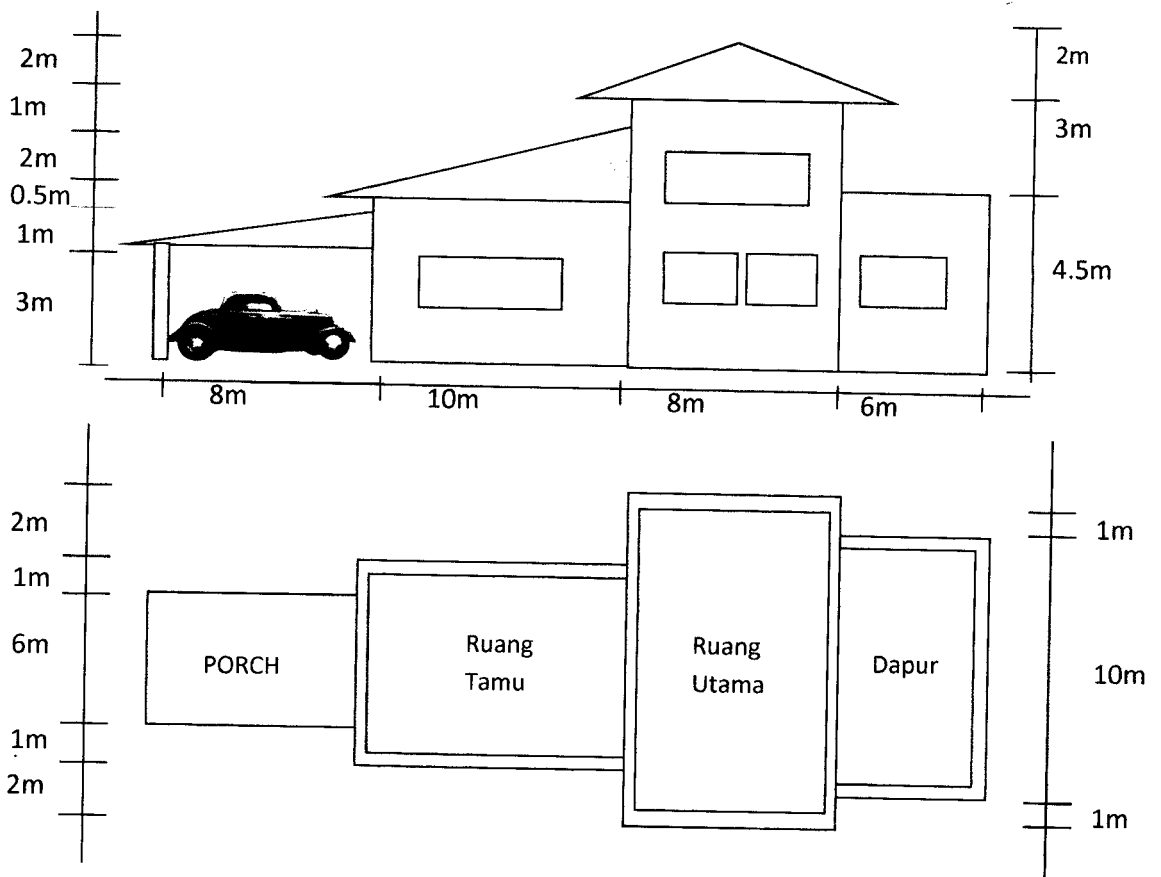 2m
1m
2m
0.5m
1m
3m
2m
3m
4.5m
8m
10m
8m
6m
2m
1m
6m
1m
2m
PORCH
Ruang
Tamu
Ruang
Utama
Dapur
1m
10m
1m